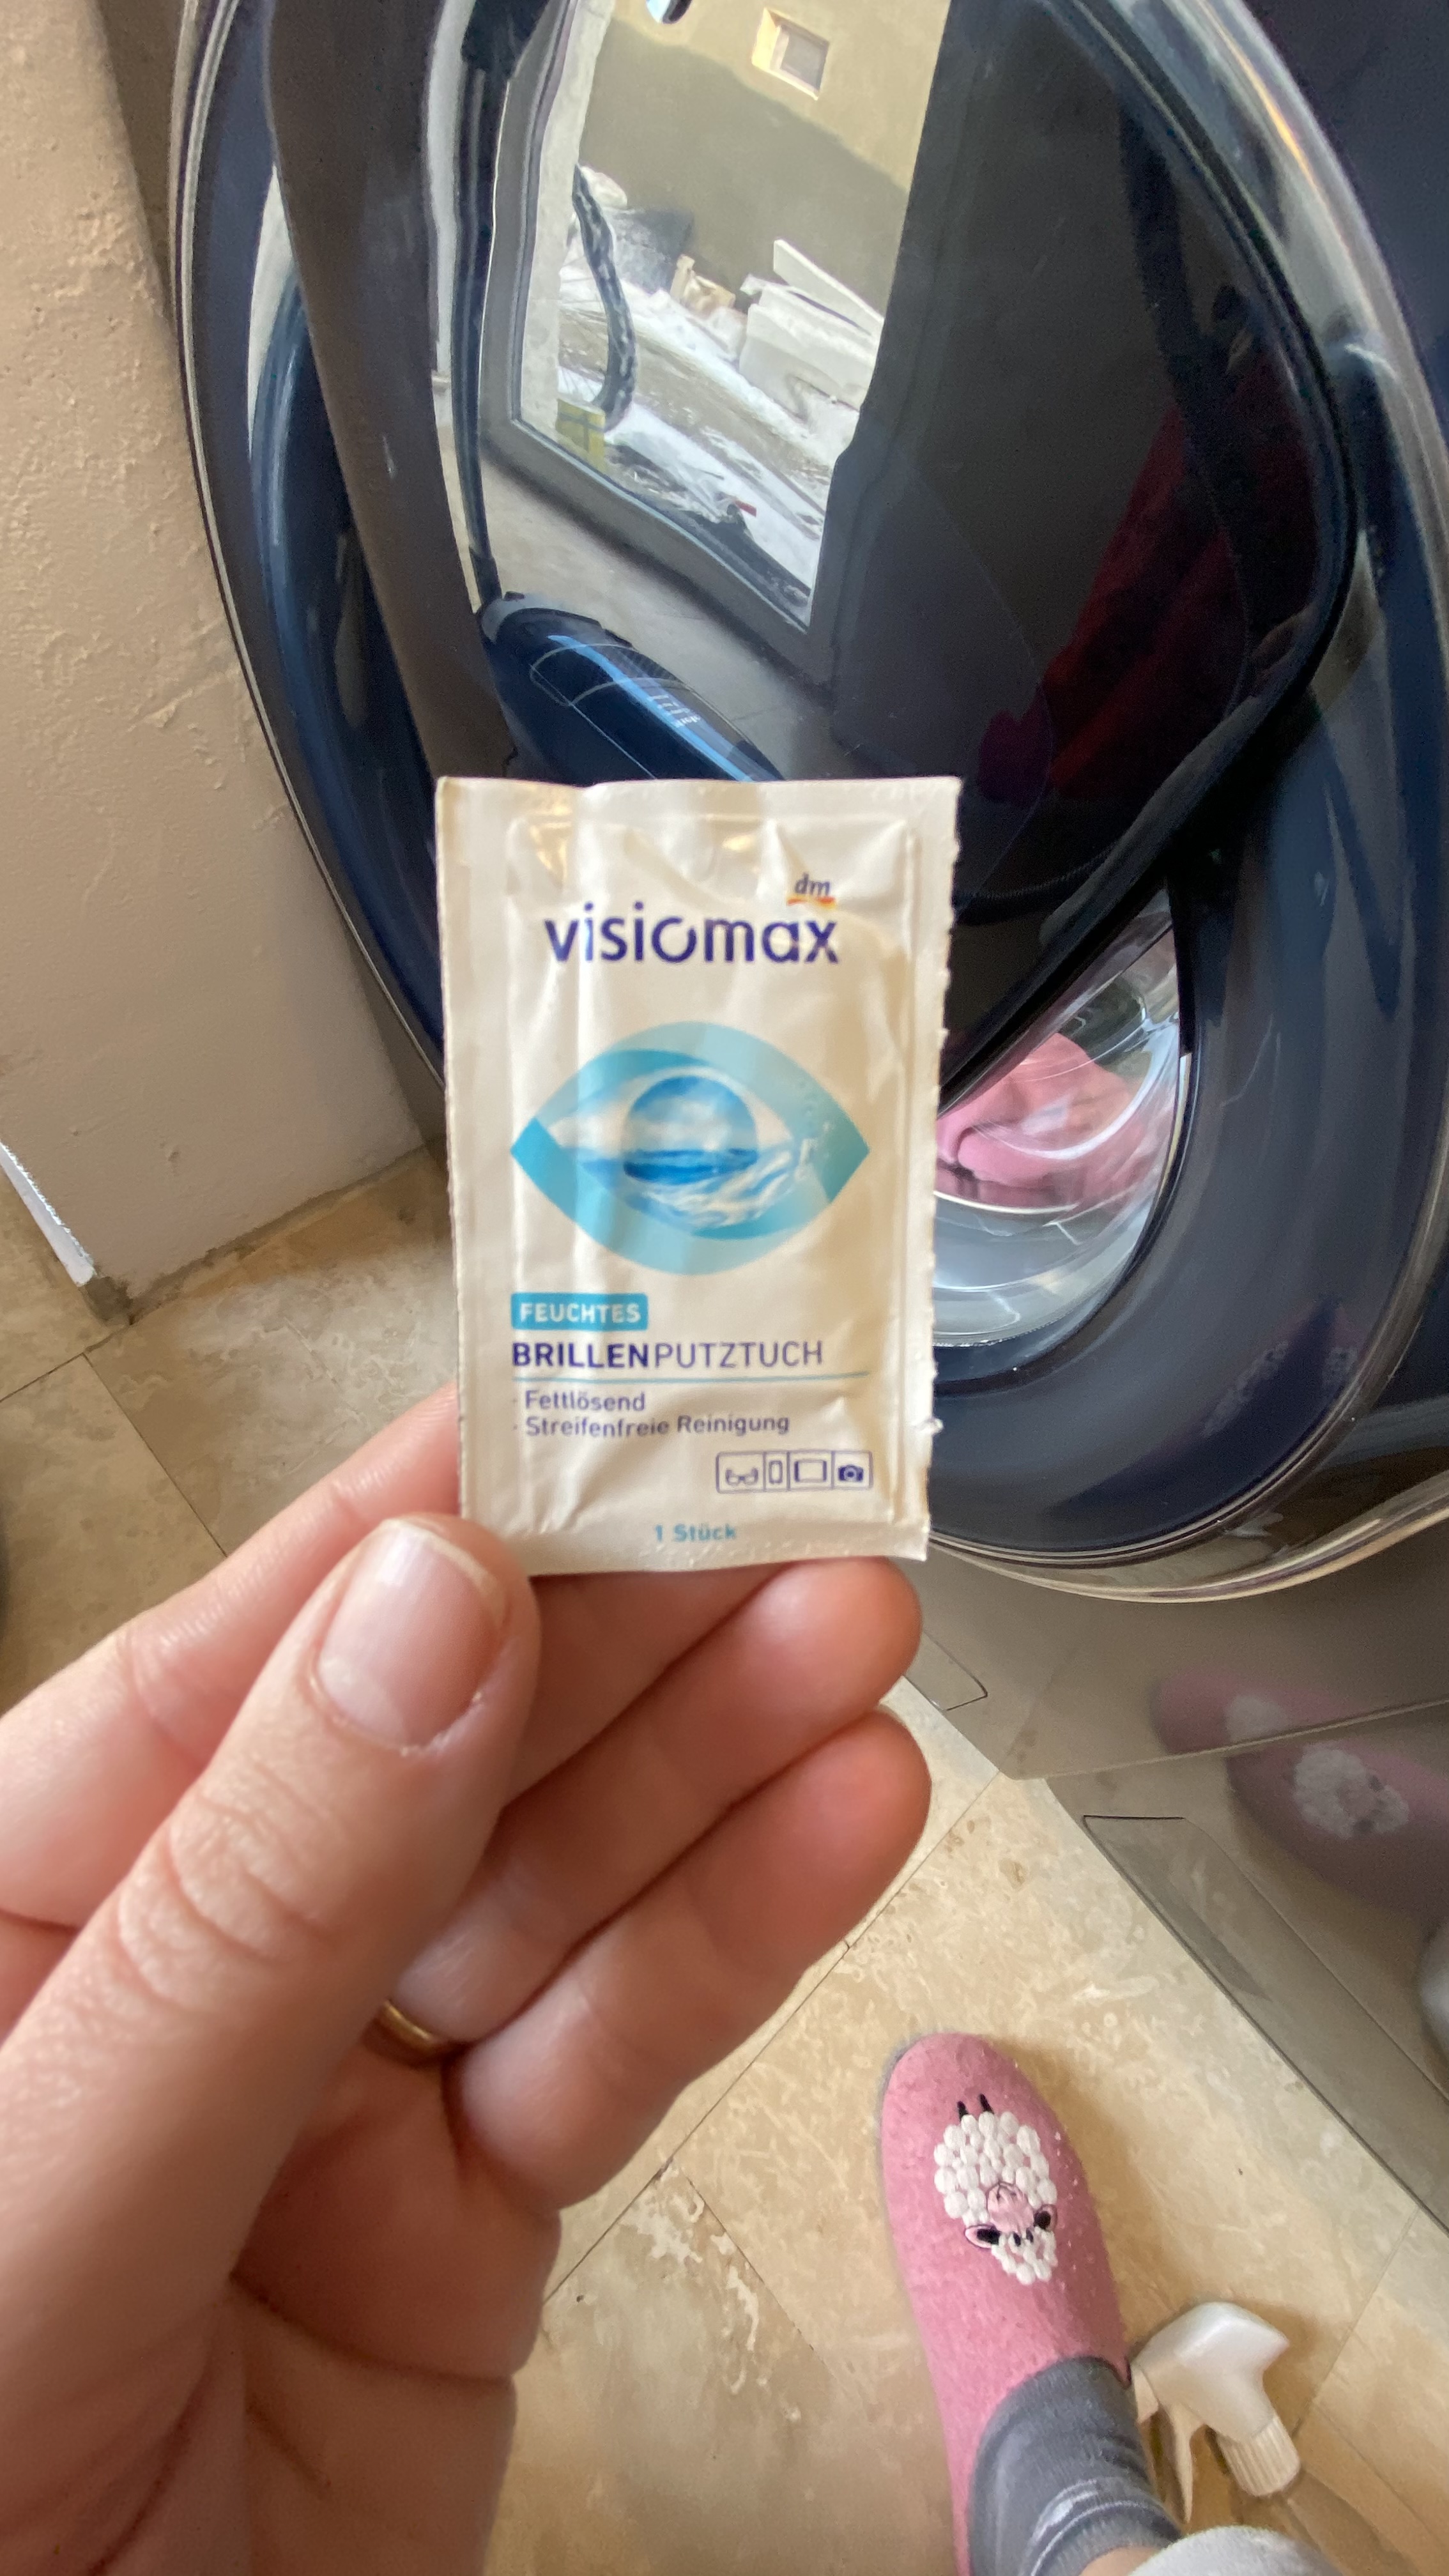 dm
visiomax
FEUCHTES
BRILLENPUTZTUCH
· Fettlösend
· Streifenfreie Reinigung
1 Stück